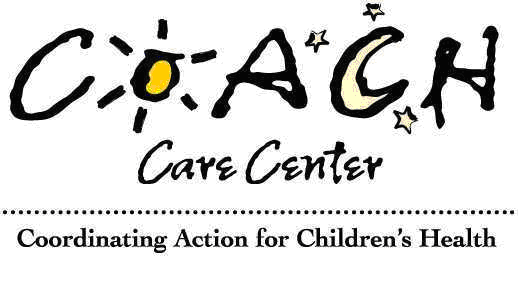 COACH
Care Center
Coordinating Action for Children's Health